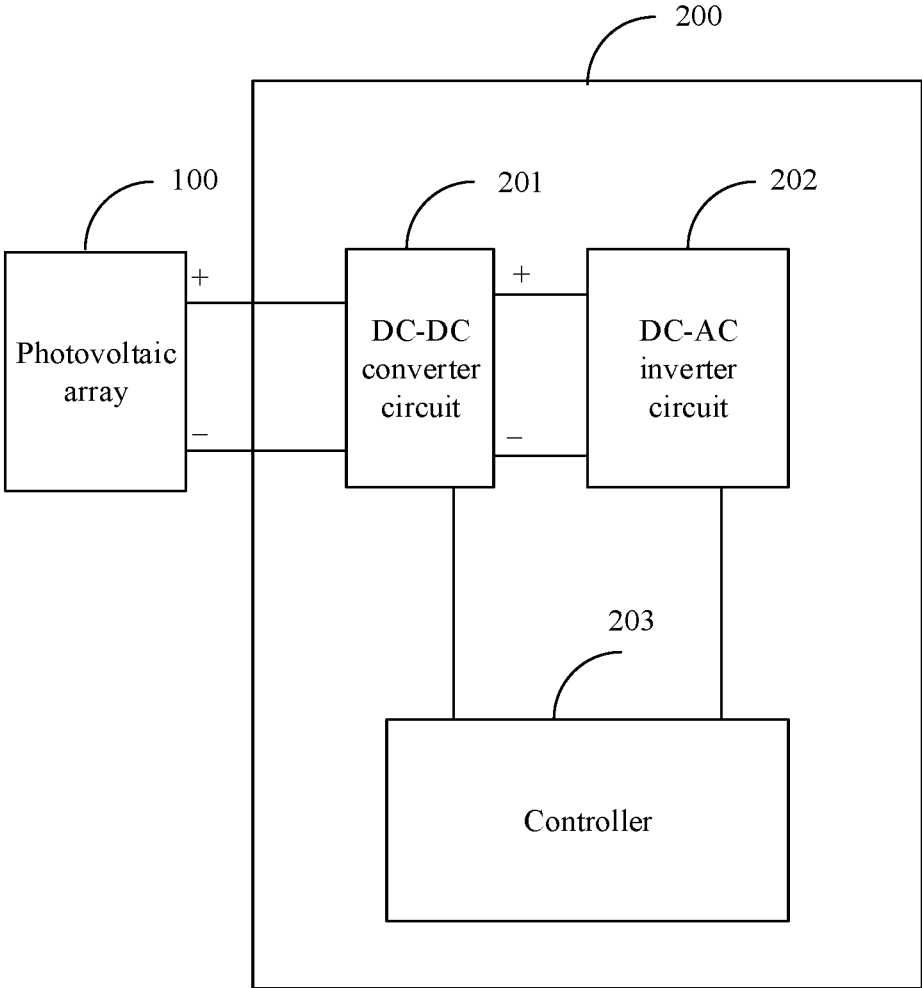 200
100
201
202
+
+
Photovoltaic
array
DC-DC
converter
circuit
DC-AC
inverter
circuit
−
−
203
Controller